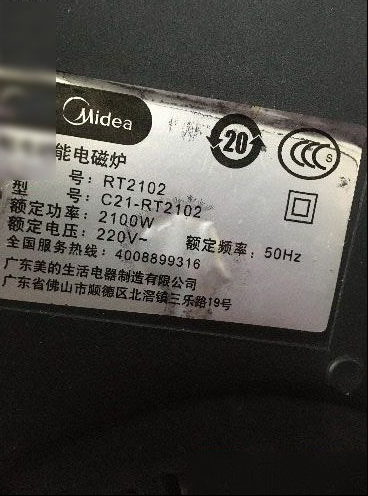 Midea
20
S
能电磁炉
号：RT2102
型 号：C21-RT2102
额定功率：2100W
额定电压：220V~ 额定频率：50Hz
全国服务热线：4008899316
广东美的生活电器制造有限公司
广东省佛山市顺德区北滘镇三乐路19号